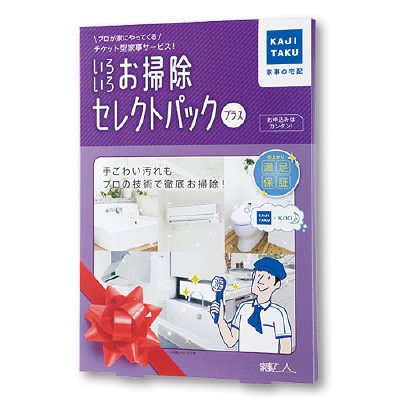 \プロが家にやってくる/
チケット型家事サービス!
いろいろお掃除
セレクトパック プラス
KAJI
TAKU
家事の宅配
お申込みは
カンタン!
手ごわい汚れも
プロの技術で徹底お掃除!
満足
保証
KAJI
TAKU